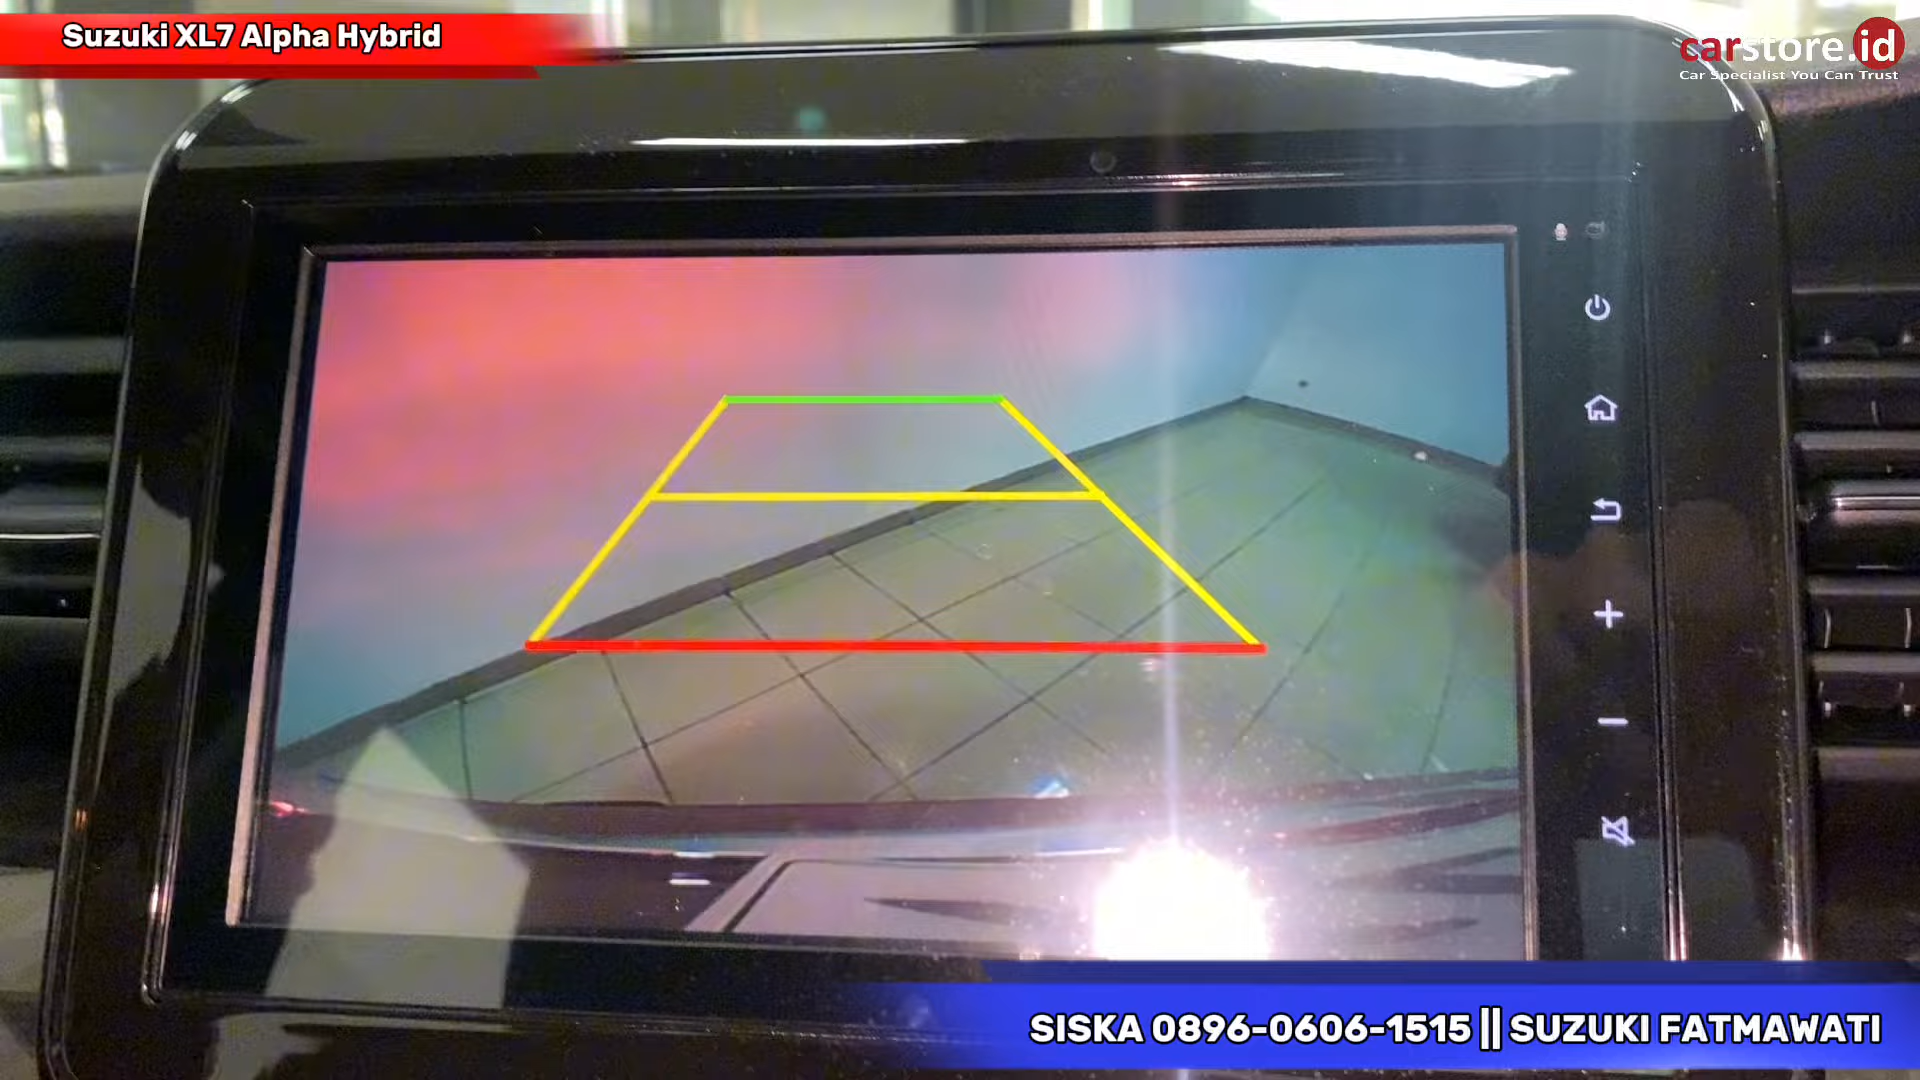 Suzuki XL7 Alpha Hybrid
carstore.id
Car Specialist You Can Trust
SISKA 0896-0606-1515 || SUZUKI FATMAWATI